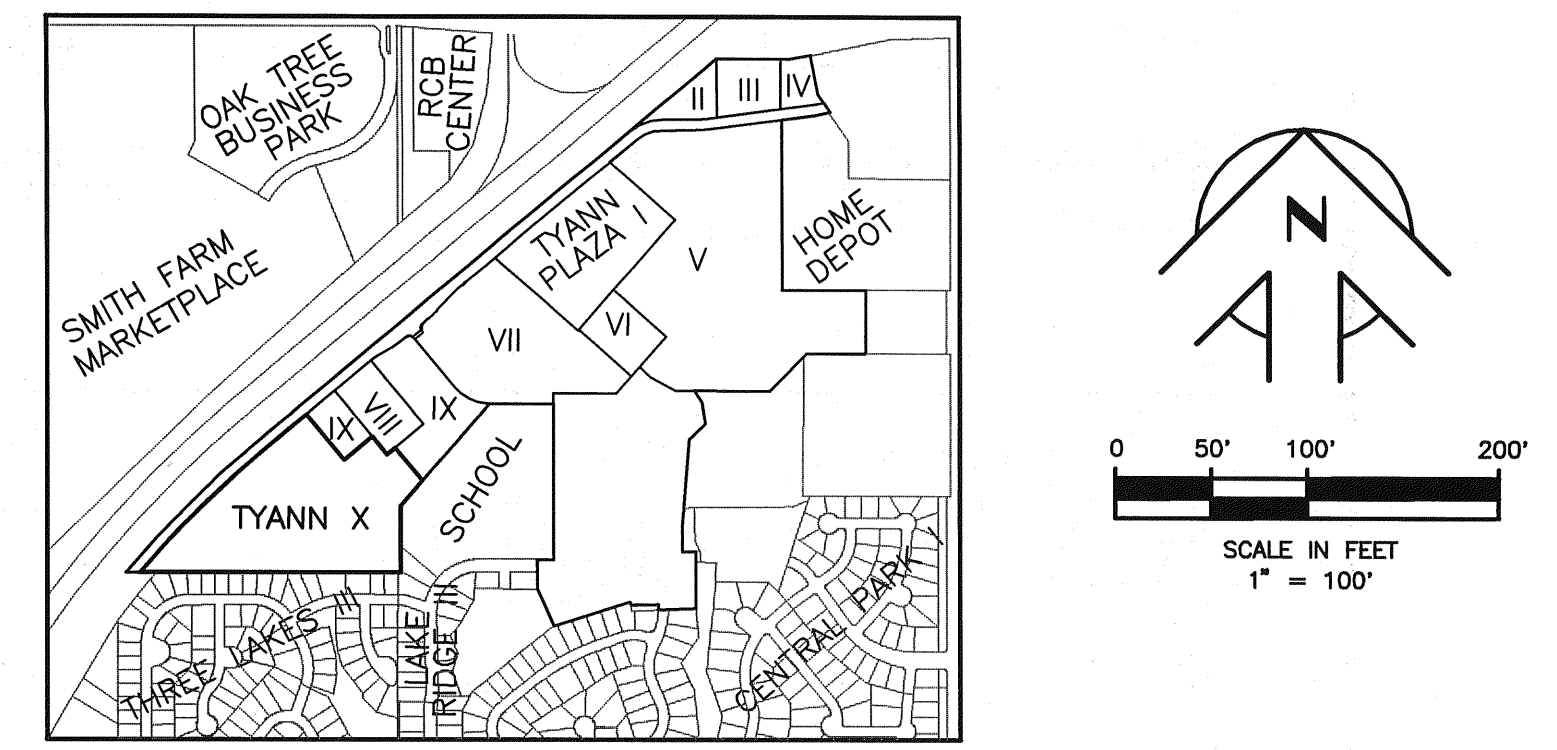 OAK TREE
BUSINESS
PARK
RCB
CENTER
II
III
IV
SMITH FARM
MARKETPLACE
TYANN
PLAZA I
V
HOME
DEPOT
VI
VII
IX
VIII
IX
TYANN X
SCHOOL
THREE LAKES III
LAKE
RIDGE III
CENTRAL PARK I
N
0 50' 100' 200'
SCALE IN FEET
1" = 100'